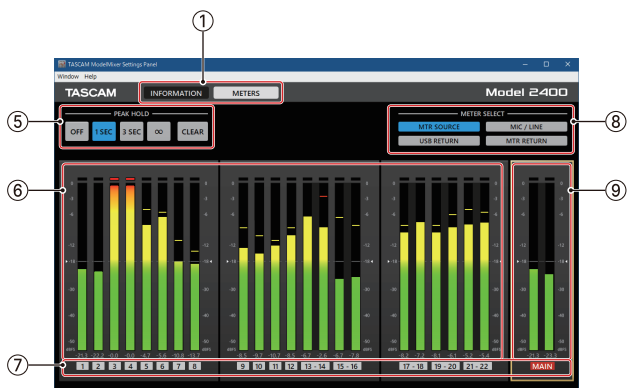 ①
TASCAM ModelMixer Settings Panel
Window Help
TASCAM INFORMATION METERS Model 2400
⑤ PEAK HOLD METER SELECT ⑧
OFF 1 SEC 3 SEC ∞ CLEAR MTR SOURCE MIC / LINE
USB RETURN MTR RETURN
⑥ ⑨
-21.3 -22.2 -0.0 -0.0 -4.7 -5.6 -10.8 -13.7 -8.5 -9.7 -10.7 -8.5 -4.7 -2.6 -6.7 -7.8 -8.2 -7.2 -8.1 -6.1 -5.2 -5.4 -21.3 -23.3
⑦ 1 2 3 4 5 6 7 8 9 10 11 12 13 - 14 15 - 16 17 - 18 19 - 20 21 - 22 MAIN